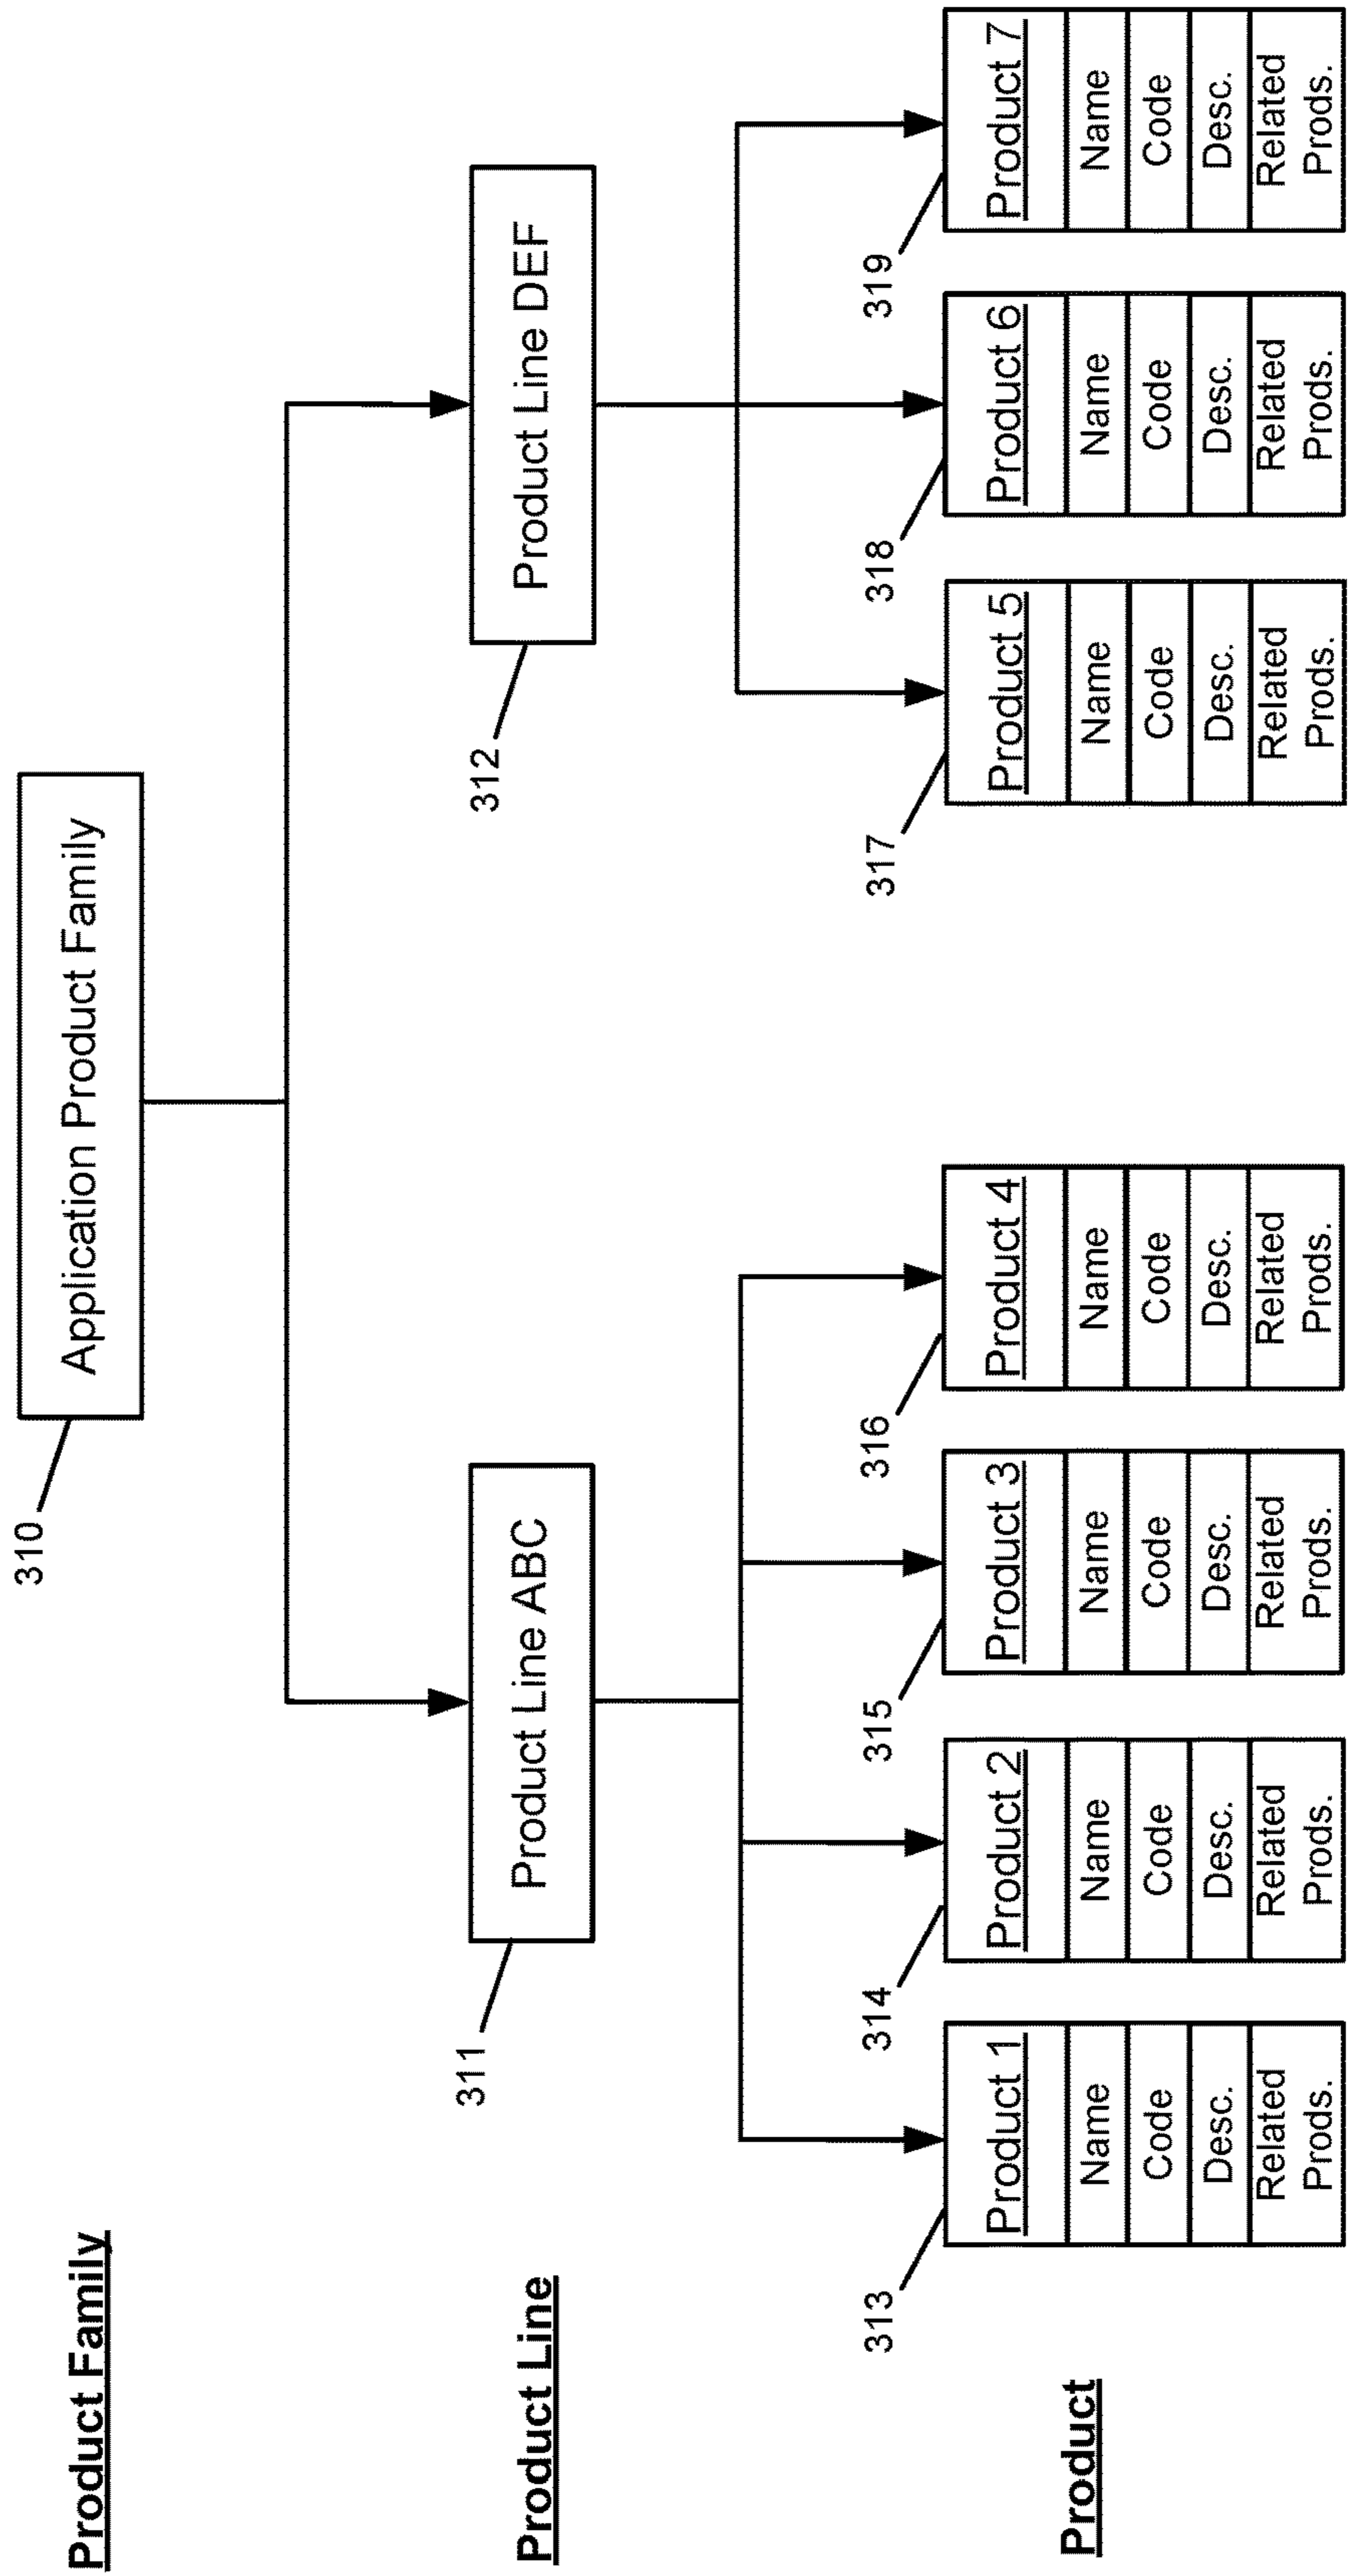 Product Family
310
Application Product Family
Product Line
311
Product Line ABC
312
Product Line DEF
Product
313
Product 1
Name
Code
Desc.
Related
Prods.
314
Product 2
Name
Code
Desc.
Related
Prods.
315
Product 3
Name
Code
Desc.
Related
Prods.
316
Product 4
Name
Code
Desc.
Related
Prods.
317
Product 5
Name
Code
Desc.
Related
Prods.
318
Product 6
Name
Code
Desc.
Related
Prods.
319
Product 7
Name
Code
Desc.
Related
Prods.